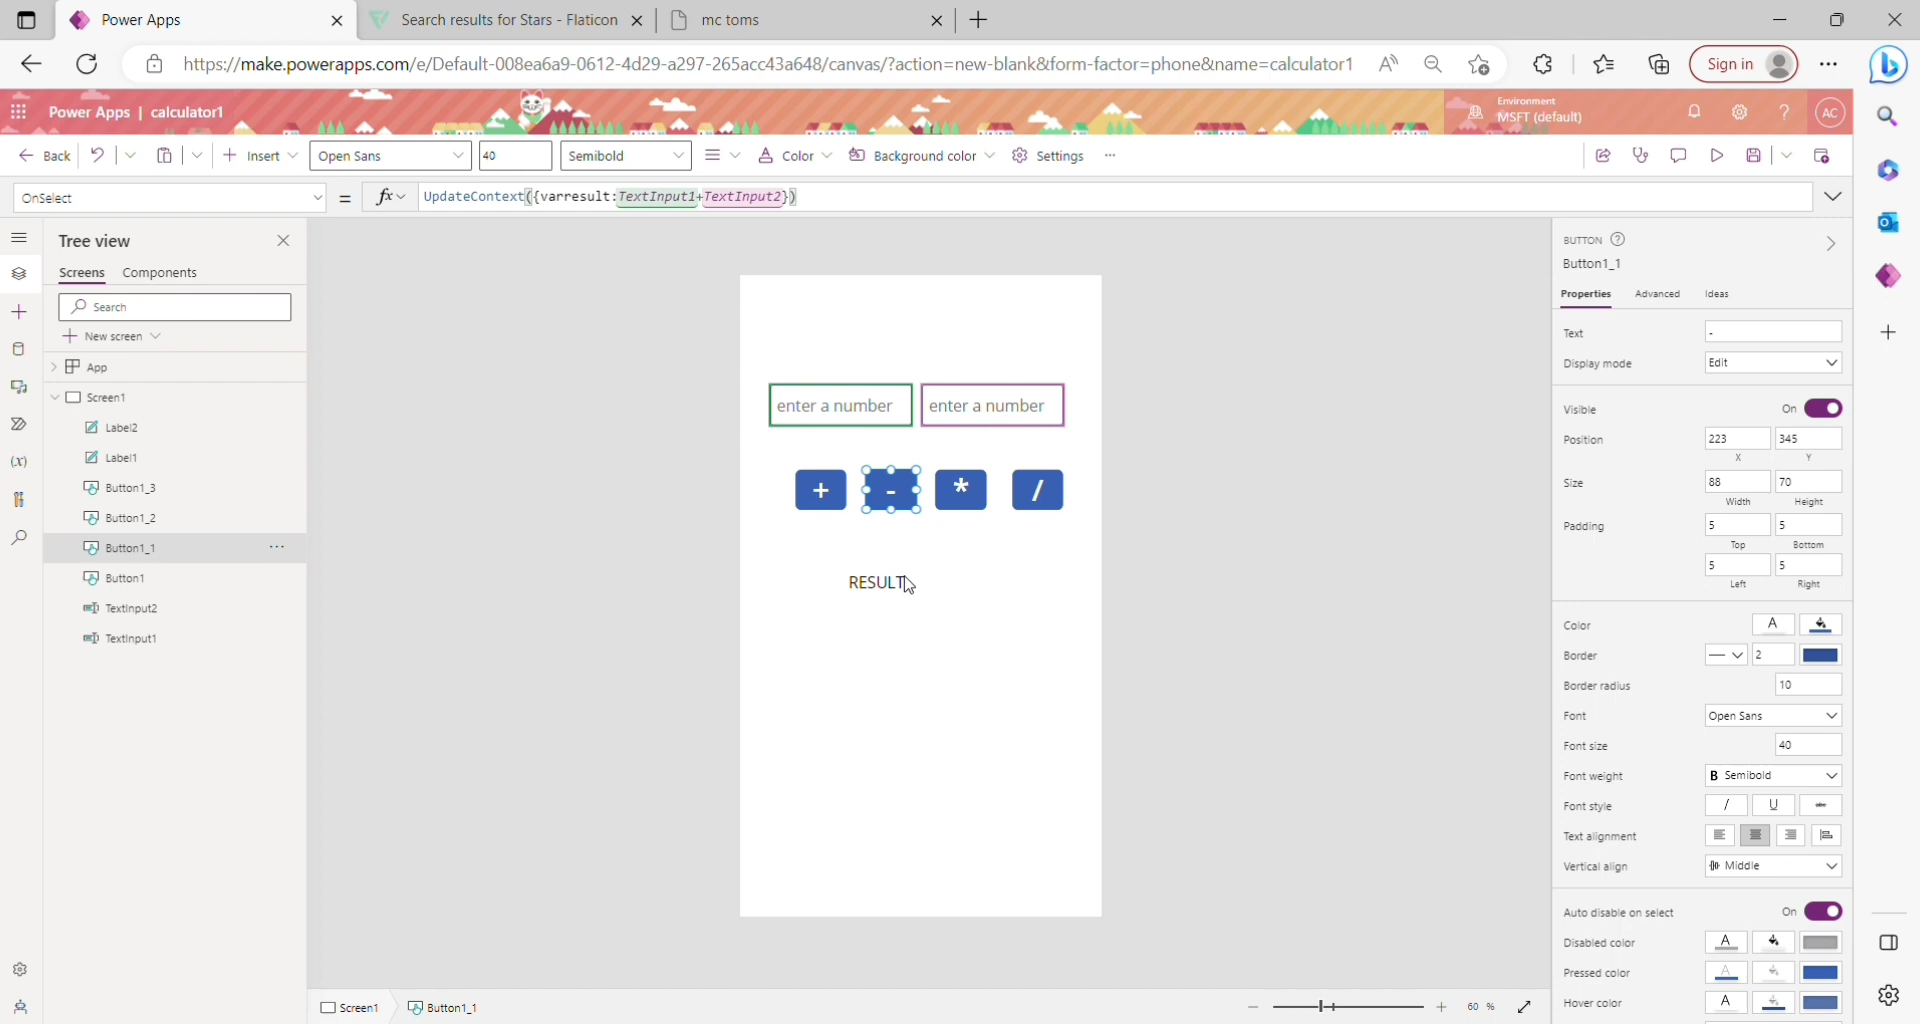 Power Apps
Search results for Stars - Flaticon
mc toms
https://make.powerapps.com/e/Default-008ea6a9-0612-4d29-a297-265acc43a648/canvas/?action=new-blank&form-factor=phone&name=calculator1
Sign in
Power Apps | calculator1
Environment
MSFT (default)
AC
Back
Insert
Open Sans
40
Semibold
Color
Background color
Settings
OnSelect
=
fx
UpdateContext({varresult:TextInput1+TextInput2})
Tree view
Screens
Components
Search
New screen
App
Screen1
Label2
Label1
Button1_3
Button1_2
Button1_1
Button1
TextInput2
TextInput1
enter a number
enter a number
+
-
*
/
RESULT
BUTTON
Button1_1
Properties
Advanced
Ideas
Text
-
Display mode
Edit
Visible
On
Position
223
345
X
Y
Size
88
70
Width
Height
Padding
5
5
Top
Bottom
5
5
Left
Right
Color
Border
2
Border radius
10
Font
Open Sans
Font size
40
Font weight
B Semibold
Font style
/
U
abc
Text alignment
Vertical align
Middle
Auto disable on select
On
Disabled color
Pressed color
Hover color
Screen1
Button1_1
60 %